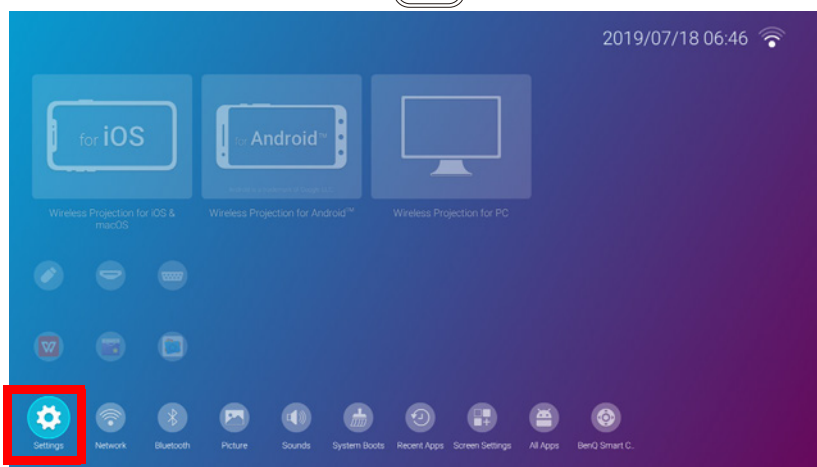 2019/07/18 06:46
for iOS
for Android™
Wireless Projection for iOS &
macOS
Wireless Projection for Android™
Wireless Projection for PC
Settings
Network
Bluetooth
Picture
Sounds
System Boots
Recent Apps
Screen Settings
All Apps
BenQ Smart C..